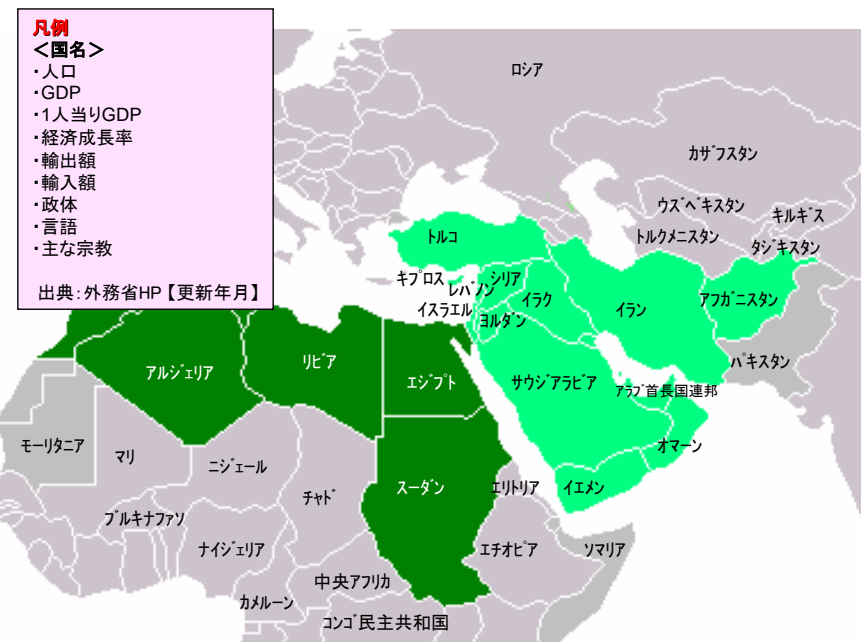 凡例
＜国名＞
・人口
・GDP
・1人当りGDP
・経済成長率
・輸出額
・輸入額
・政体
・言語
・主な宗教
出典：外務省HP【更新年月】
ロシア
カザフスタン
ウズベキスタン
キルギス
トルクメニスタン
タジキスタン
トルコ
キプロス
シリア
レバノン
イスラエル
ヨルダン
イラク
イラン
アフガニスタン
パキスタン
アルジェリア
リビア
エジプト
サウジアラビア
アラブ首長国連邦
オマーン
モーリタニア
マリ
ニジェール
チャド
スーダン
エリトリア
イエメン
ブルキナファソ
ナイジェリア
エチオピア
ソマリア
中央アフリカ
カメルーン
コンゴ民主共和国